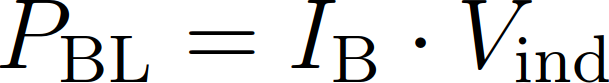 P_BL = I_B · V_ind